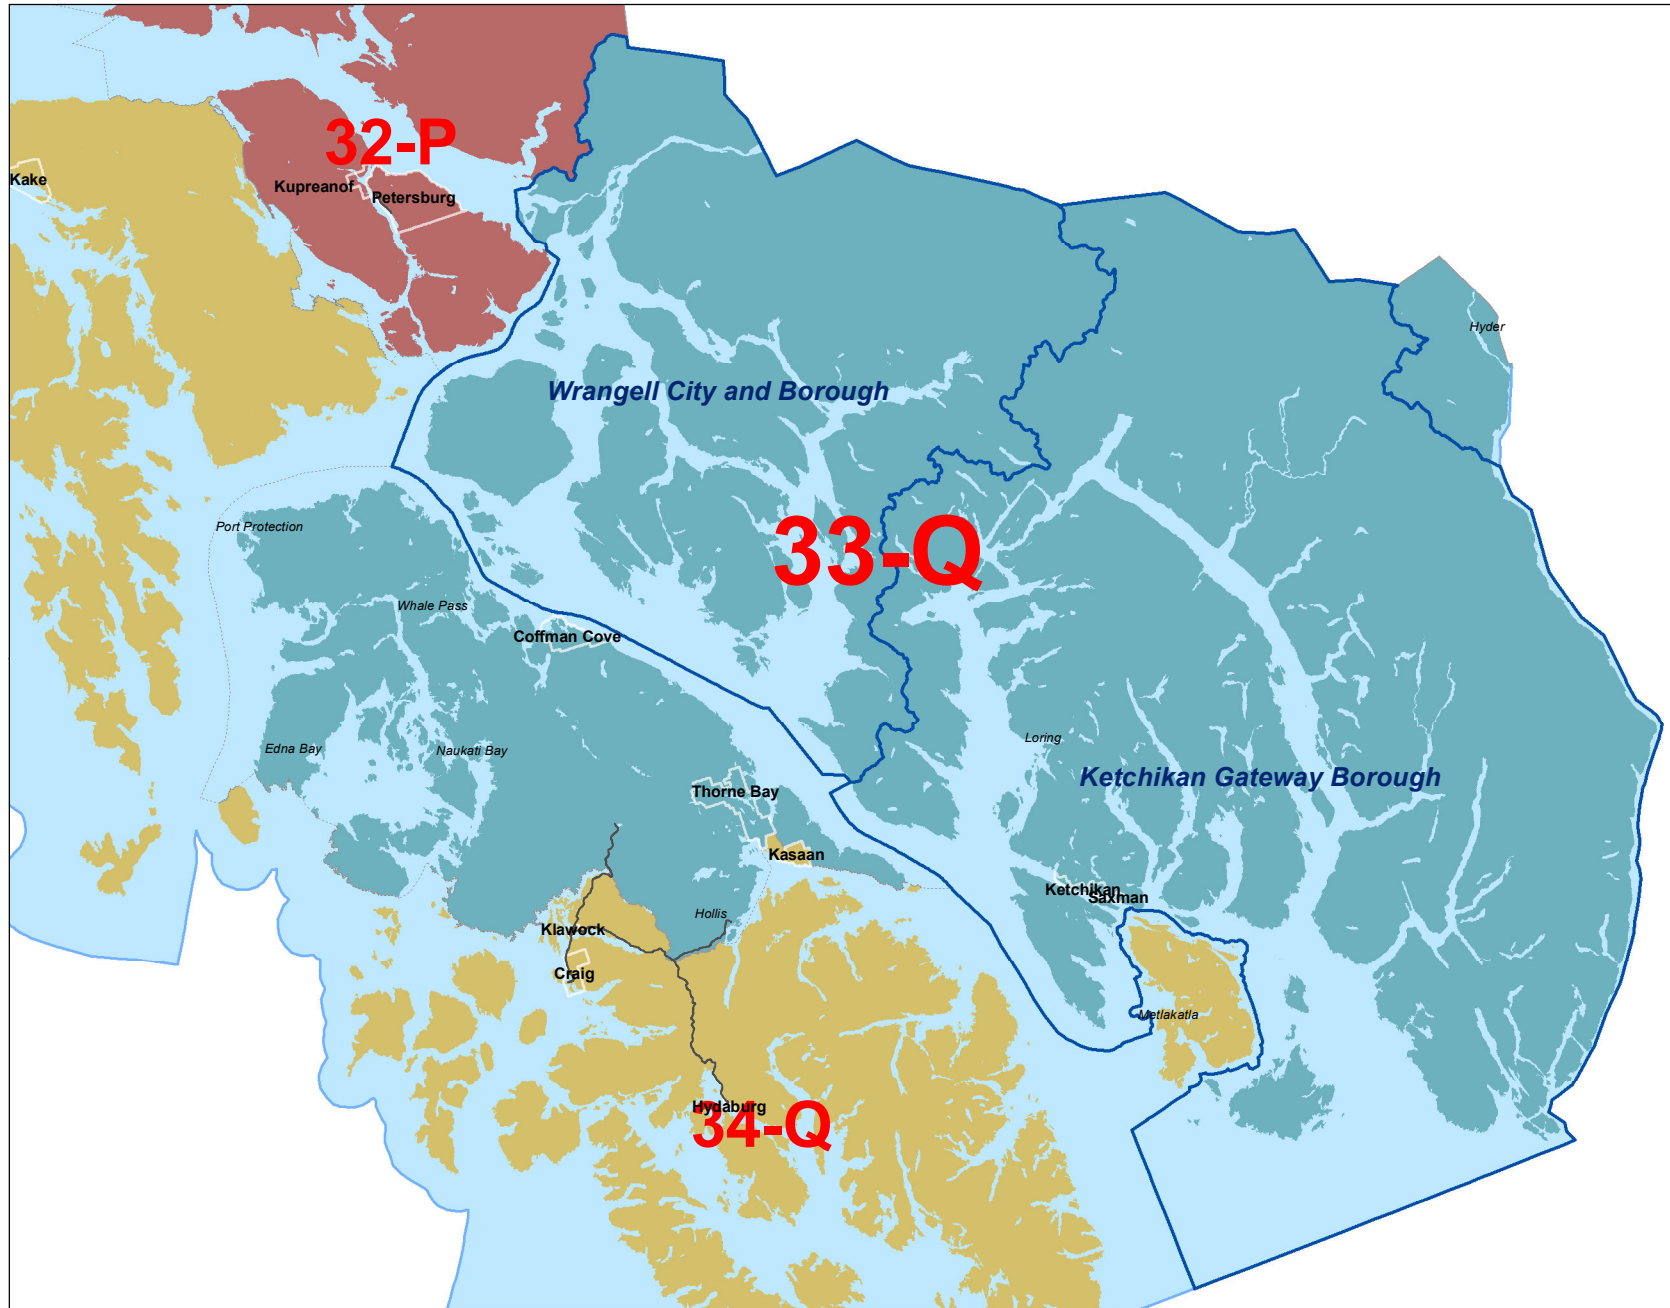 32-P
Kake
Kupreanof
Petersburg
Hyder
Wrangell City and Borough
Port Protection
33-Q
Whale Pass
Coffman Cove
Loring
Edna Bay
Naukati Bay
Ketchikan Gateway Borough
Thorne Bay
Kasaan
Ketchikan
Saxman
Hollis
Klawock
Craig
Metlakatla
Hydaburg
34-Q